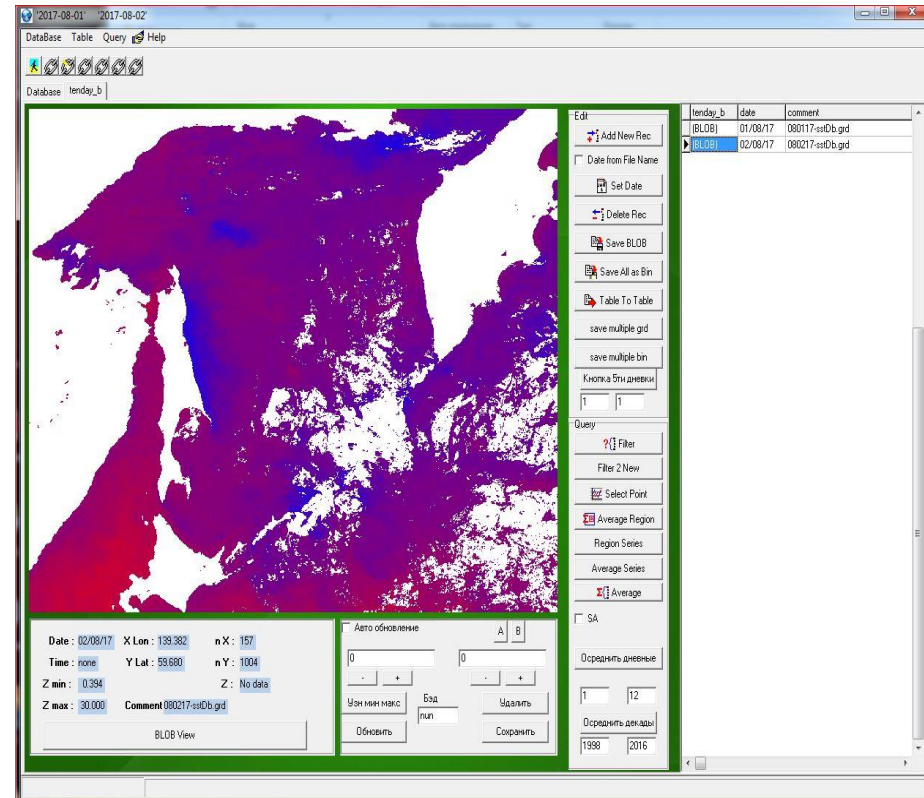 '2017-08-01' '2017-08-02'
DataBase Table Query Help
Database tenday_b
Edit
Add New Rec
Date from File Name
Set Date
Delete Rec
Save BLOB
Save All as Bin
Table To Table
save multiple grd
save multiple bin
Кнопка 5ти дневки
1 1
Query
?{} Filter
Filter 2 New
Select Point
Average Region
Region Series
Average Series
Average
SA
Осреднить дневные
1 12
Осреднить декады
1998 2016
tenday_b date comment
(BLOB) 01/08/17 080117-sstDb.grd
(BLOB) 02/08/17 080217-sstDb.grd
Date : 02/08/17 X Lon : 139.382 n X : 157
Time : none Y Lat : 59.680 n Y : 1004
Z min : 0.394 Z : No data
Z max : 30.000 Comment 080217-sstDb.grd
BLOB View
Авто обновление A B
0 0
- + - +
Узн мин макс Бэд Удалить
nun
Обновить Сохранить